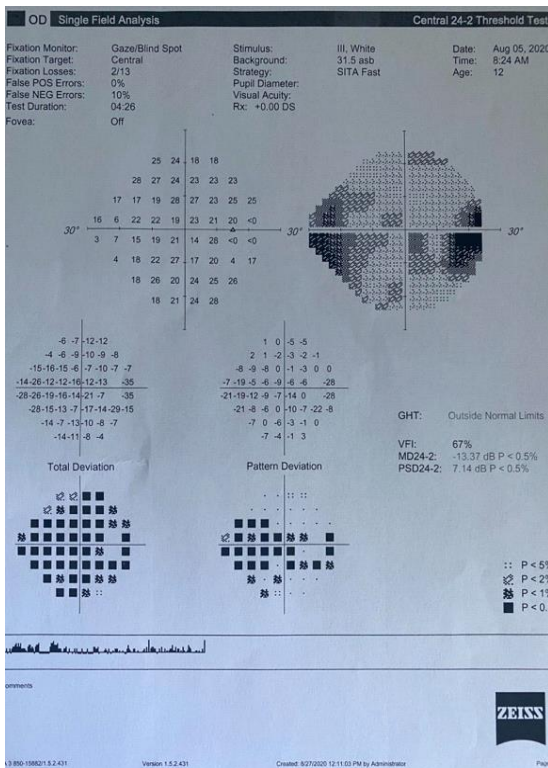 OD Single Field Analysis Central 24-2 Threshold Test
Fixation Monitor: Gaze/Blind Spot Stimulus: III, White Date: Aug 05, 2020
Fixation Target: Central Background: 31.5 asb Time: 8:24 AM
Fixation Losses: 2/13 Strategy: SITA Fast Age: 12
False POS Errors: 0% Pupil Diameter:
False NEG Errors: 10% Visual Acuity:
Test Duration: 04:26 Rx: +0.00 DS
Fovea: Off
25 24 18 18
28 27 24 23 23 23
17 17 19 28 27 23 25 25
16 6 22 22 19 23 21 20 <0
30° 30° 30° 30°
3 7 15 19 21 14 28 <0 <0
4 18 22 27 17 20 4 17
18 26 20 24 25 26
18 21 24 28
-6 -7 -12 -12 1 0 -5 -5
-4 -6 -9 -10 -9 -8 2 1 -2 -3 -2 -1
-15 -16 -15 -6 -7 -10 -7 -7 -8 -9 -8 0 -1 -3 0 0
-14 -26 -12 -12 -16 -12 -13 -35 -7 -19 -5 -6 -9 -6 -6 -28
-28 -26 -19 -16 -14 -21 -7 -35 -21 -19 -12 -9 -7 -14 0 -28
-28 -15 -13 -7 -17 -14 -29 -15 -21 -8 -6 0 -10 -7 -22 -8
-14 -7 -13 -10 -8 -7 -7 0 -6 -3 -1 0
-14 -11 -8 -4 -7 -4 -1 3
GHT: Outside Normal Limits
VFI: 67%
MD24-2: -13.37 dB P < 0.5%
PSD24-2: 7.14 dB P < 0.5%
Total Deviation Pattern Deviation
P < 5%
P < 2%
P < 1%
P < 0.
omments
ZEISS
Version 1.5.2.431 Created: 8/27/2020 12:11:03 PM by Administrator